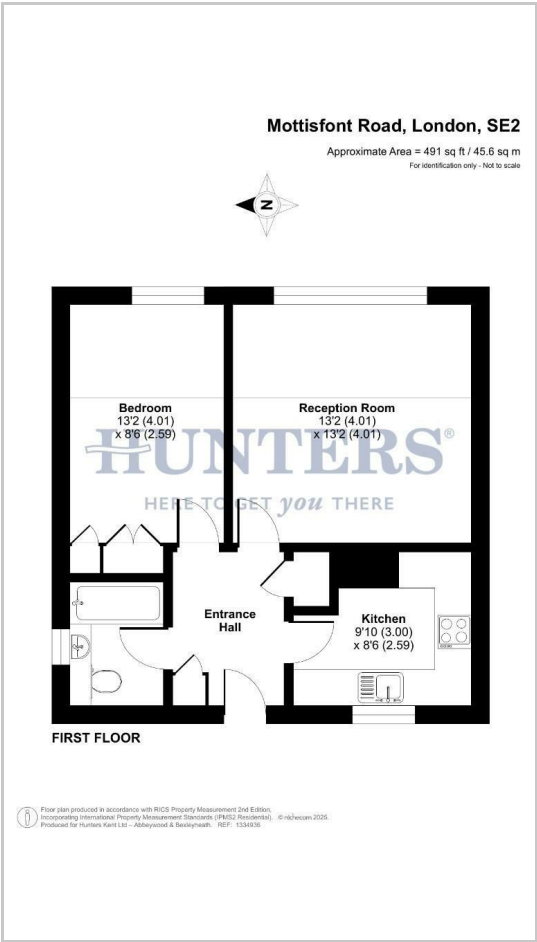 Mottisfont Road, London, SE2
Approximate Area = 491 sq ft / 45.6 sq m
For identification only - Not to scale
N
Bedroom
13'2 (4.01)
x 8'6 (2.59)
Reception Room
13'2 (4.01)
x 13'2 (4.01)
HUNTERS®
HERE TO GET you THERE
Entrance
Hall
Kitchen
9'10 (3.00)
x 8'6 (2.59)
FIRST FLOOR
Floor plan produced in accordance with RICS Property Measurement 2nd Edition,
Incorporating International Property Measurement Standards (IPMS2 Residential). © nichecom 2026.
Produced for Hunters Kent Ltd – Abbeywood & Bexleyheath. REF: 1334936